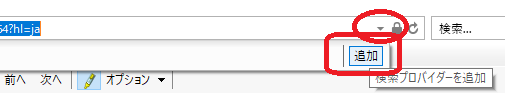 64?hl=ja
検索...
追加
前へ 次へ オプション
検索プロバイダーを追加